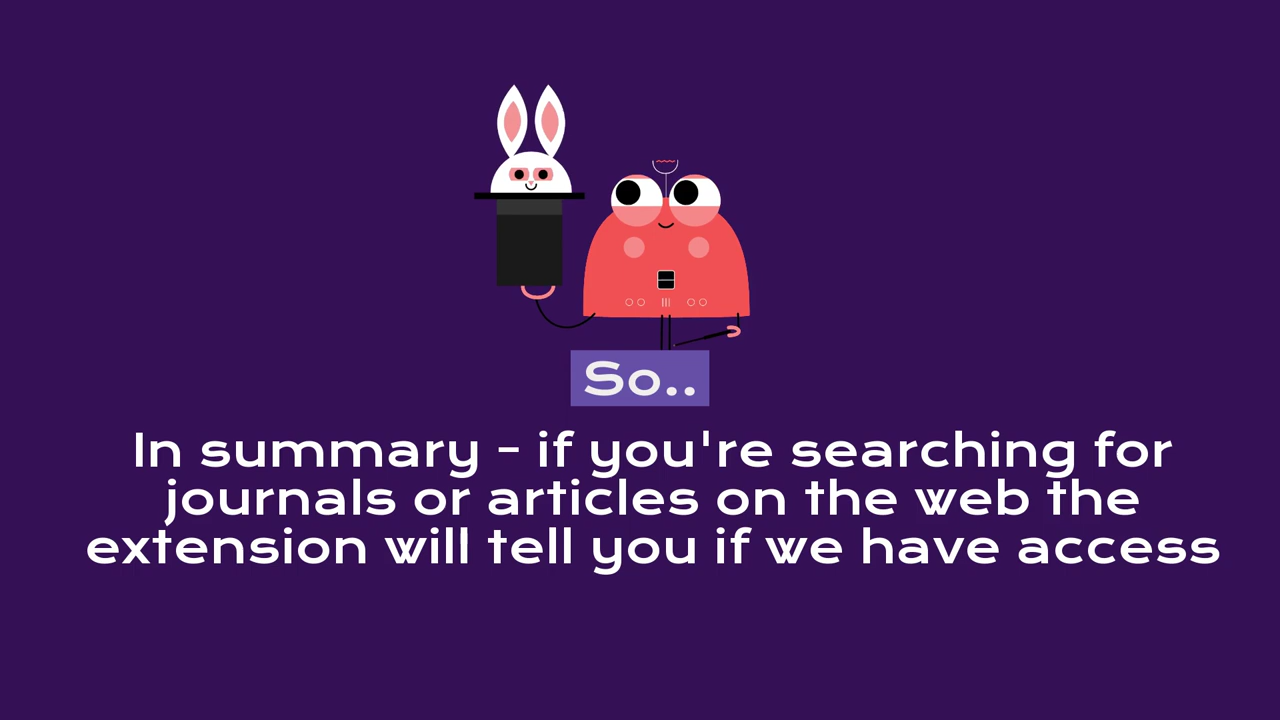 So..
In summary - if you're searching for
journals or articles on the web the
extension will tell you if we have access